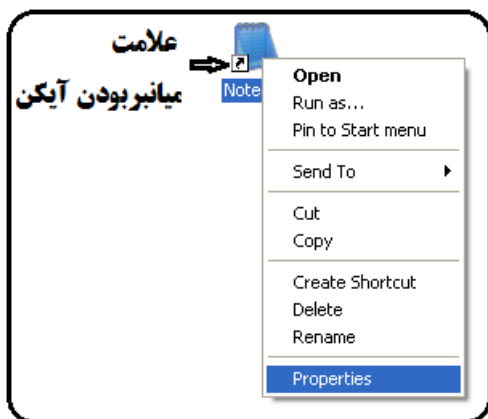 علامت
میانبربودن آیکن
Note
Open
Run as...
Pin to Start menu
Send To
Cut
Copy
Create Shortcut
Delete
Rename
Properties